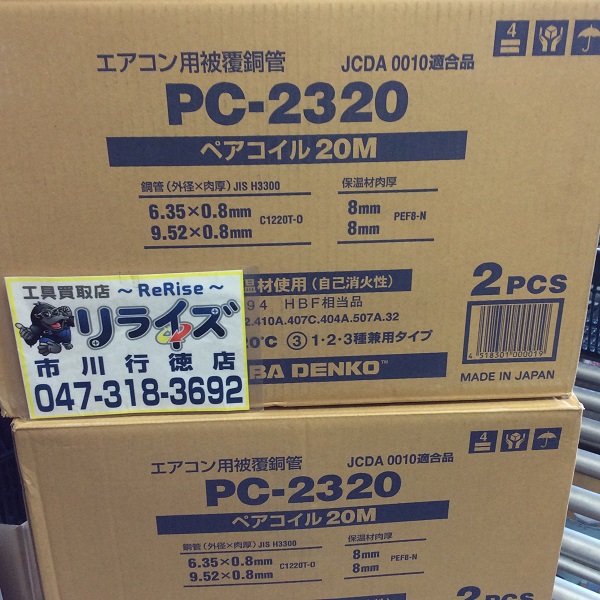 4
エアコン用被覆銅管
JCDA 0010適合品
PC-2320
ペアコイル20M
銅管(外径×肉厚) JIS H3300
保温材肉厚
6.35×0.8mm
9.52×0.8mm
C1220T-O
8mm
8mm
PEF8-N
温材使用(自己消火性)
94 HBF相当品
2.410A.407C.404A.507A.32
20℃ ③ 1・2・3種兼用タイプ
BA DENKO™
2PCS
4 518301 000019
MADE IN JAPAN
工具買取店 ～ReRise～
リライズ
市川行徳店
047-318-3692
4
エアコン用被覆銅管
JCDA 0010適合品
PC-2320
ペアコイル20M
銅管(外径×肉厚) JIS H3300
保温材肉厚
6.35×0.8mm
9.52×0.8mm
C1220T-O
8mm
8mm
PEF8-N
2PCS